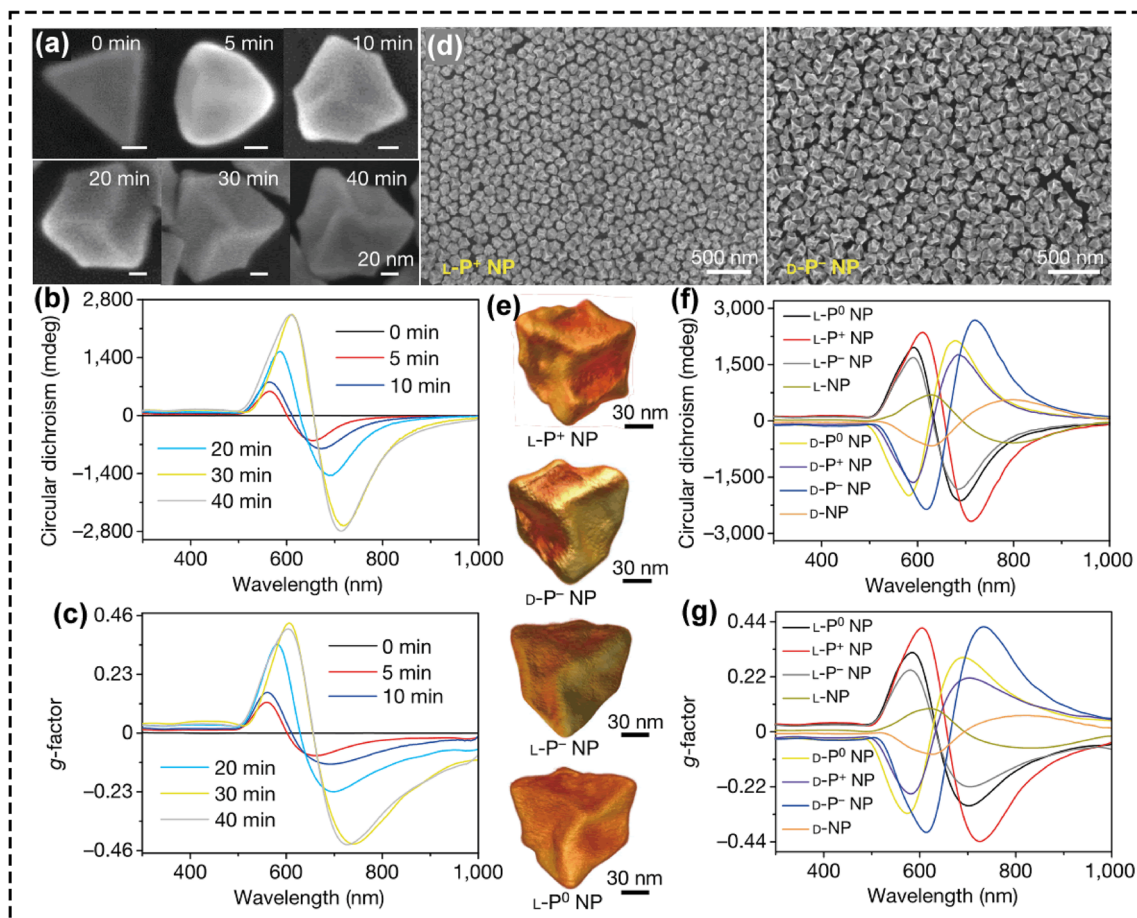 (a)
0 min
5 min
10 min
20 min
30 min
40 min
20 nm
(d)
L-P⁺ NP
500 nm
D-P⁻ NP
500 nm
(b)
Circular dichroism (mdeg)
2,800
1,400
0
−1,400
−2,800
0 min
5 min
10 min
20 min
30 min
40 min
400 600 800 1,000
Wavelength (nm)
(c)
g-factor
0.46
0.23
0
−0.23
−0.46
0 min
5 min
10 min
20 min
30 min
40 min
400 600 800 1,000
Wavelength (nm)
(e)
30 nm
L-P⁺ NP
30 nm
D-P⁻ NP
30 nm
L-P⁻ NP
30 nm
L-P⁰ NP
(f)
Circular dichroism (mdeg)
3,000
1,500
0
−1,500
−3,000
L-P⁰ NP
L-P⁺ NP
L-P⁻ NP
L-NP
D-P⁰ NP
D-P⁺ NP
D-P⁻ NP
D-NP
400 600 800 1,000
Wavelength (nm)
(g)
g-factor
0.44
0.22
0
−0.22
−0.44
L-P⁰ NP
L-P⁺ NP
L-P⁻ NP
L-NP
D-P⁰ NP
D-P⁺ NP
D-P⁻ NP
D-NP
400 600 800 1,000
Wavelength (nm)